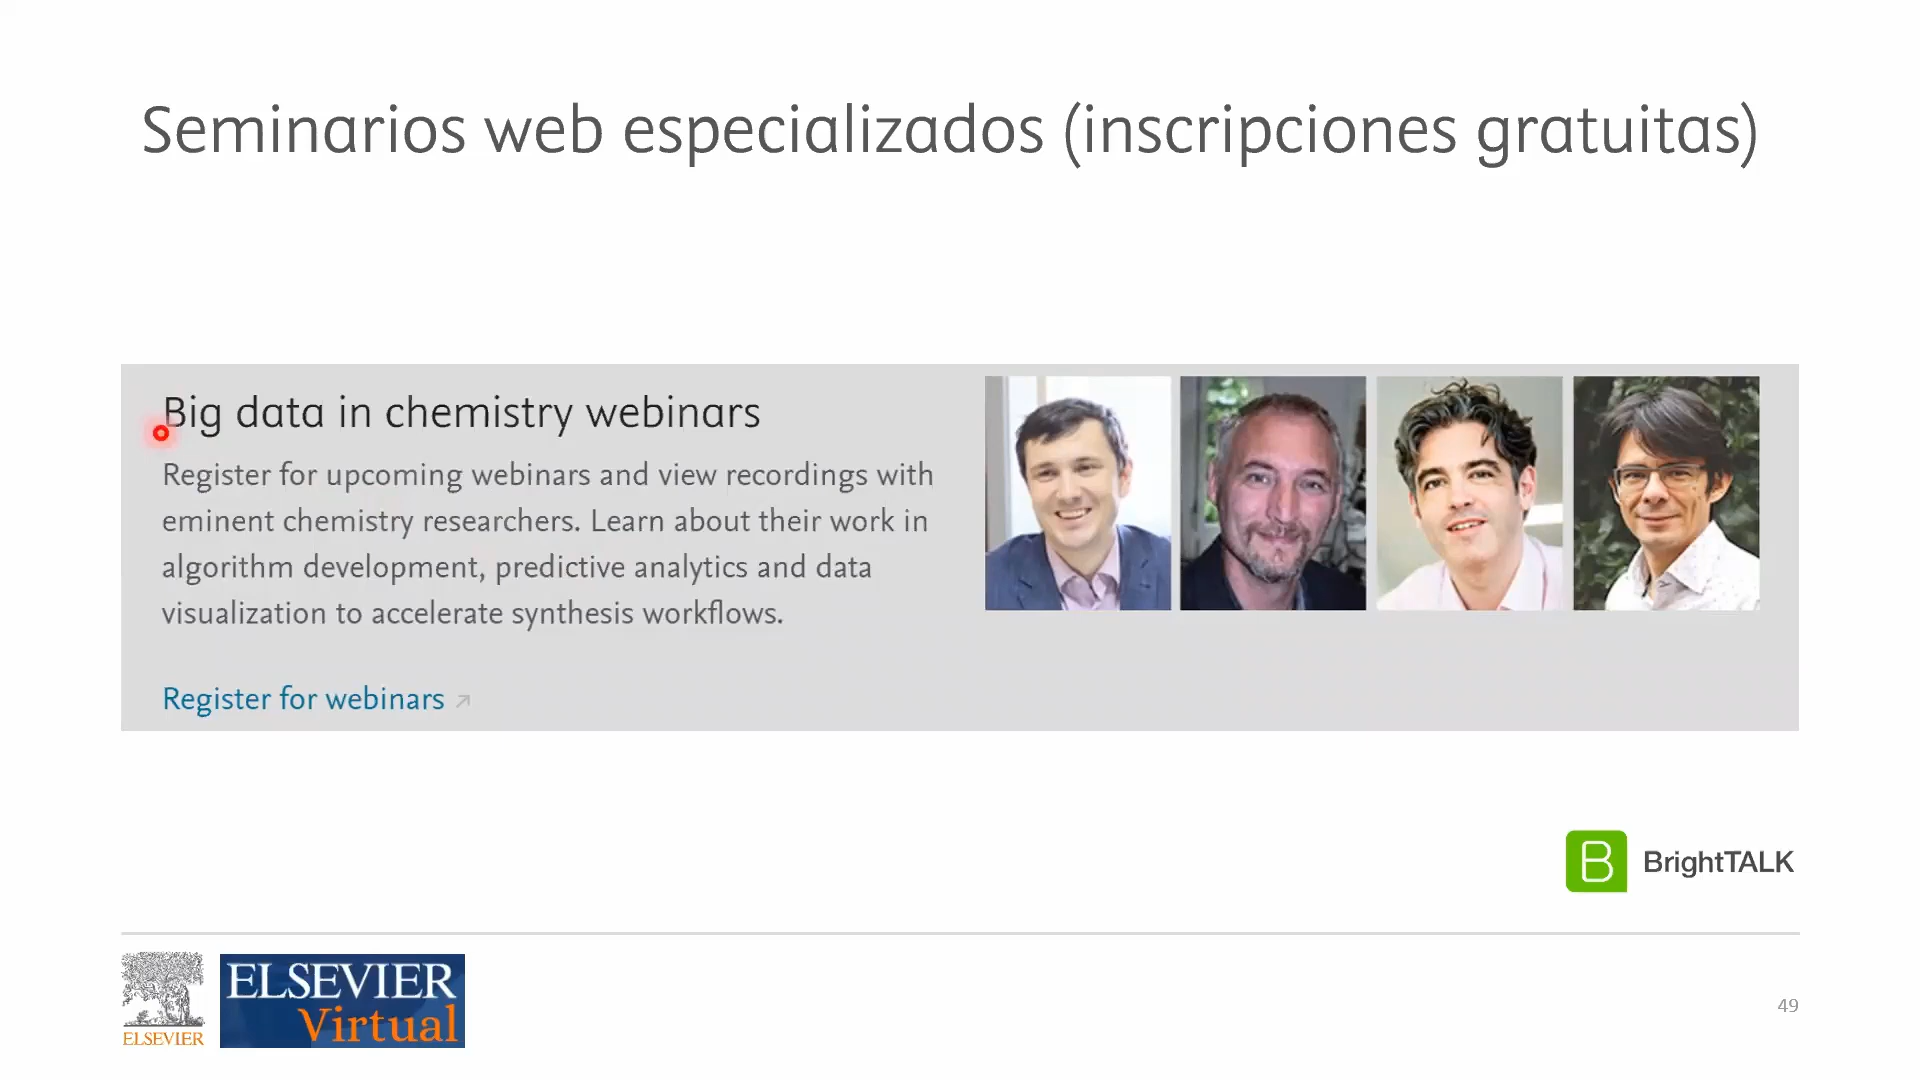 Seminarios web especializados (inscripciones gratuitas)
Big data in chemistry webinars
Register for upcoming webinars and view recordings with
eminent chemistry researchers. Learn about their work in
algorithm development, predictive analytics and data
visualization to accelerate synthesis workflows.
Register for webinars
B BrightTALK
ELSEVIER
ELSEVIER
Virtual
49